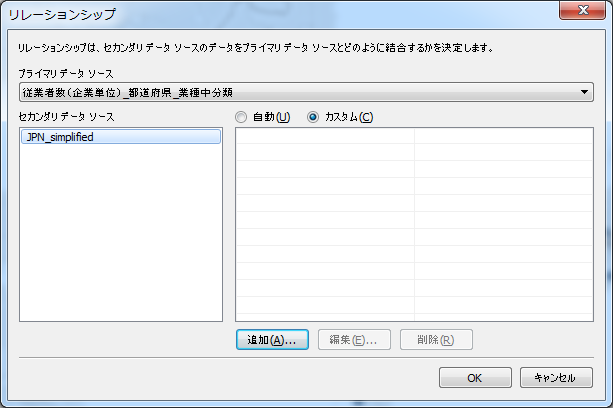 リレーションシップ
リレーションシップは、セカンダリ データ ソースのデータをプライマリ データ ソースとどのように結合するかを決定します。
プライマリ データ ソース
従業者数(企業単位)_都道府県_業種中分類
セカンダリ データ ソース
自動(U) カスタム(C)
JPN_simplified
追加(A)... 編集(E)... 削除(R)
OK キャンセル